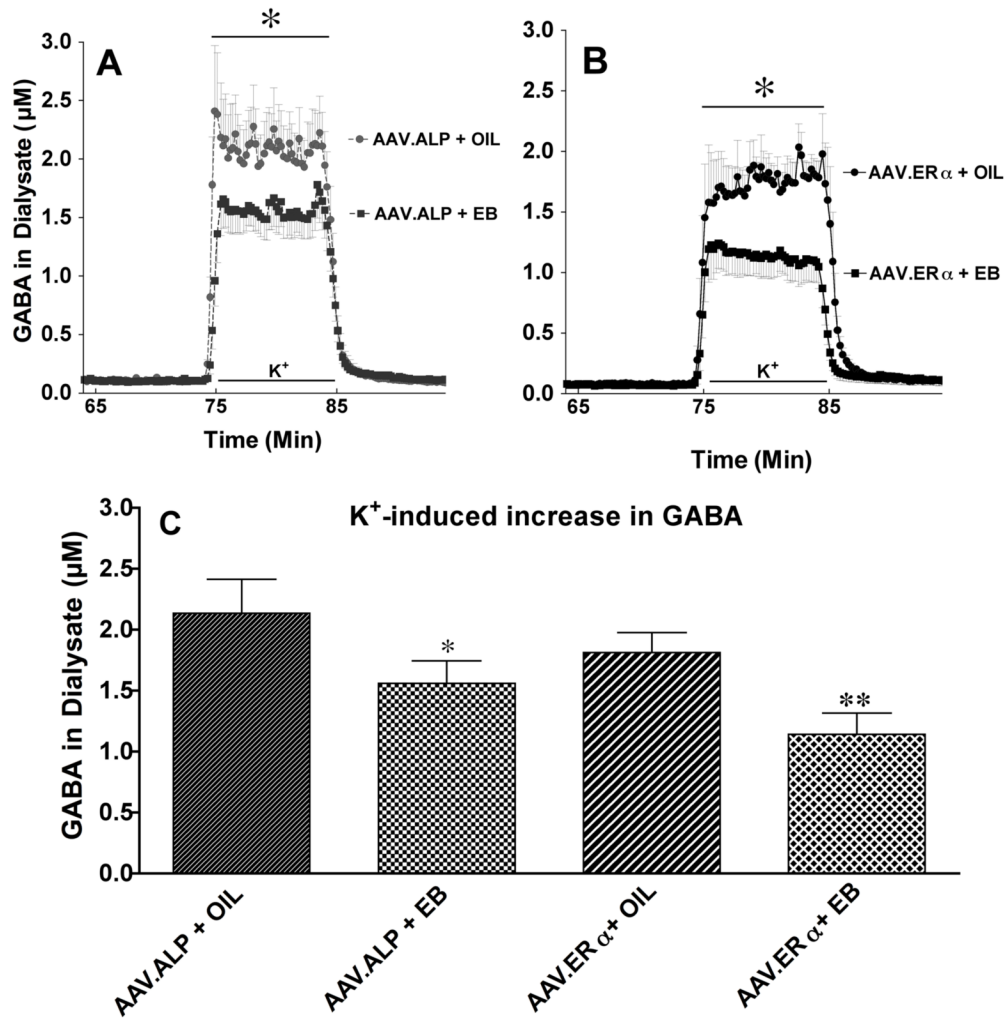 A
*
3.0
2.5
2.0
1.5
1.0
0.5
0.0
GABA in Dialysate (µM)
AAV.ALP + OIL
AAV.ALP + EB
K+
65
75
85
Time (Min)
B
*
3.0
2.5
2.0
1.5
1.0
0.5
0.0
AAV.ER α + OIL
AAV.ER α + EB
K+
65
75
85
Time (Min)
C
K+-induced increase in GABA
3.0
2.5
2.0
1.5
1.0
0.5
0.0
GABA in Dialysate (µM)
*
**
AAV.ALP + OIL
AAV.ALP + EB
AAV.ER α+ OIL
AAV.ER α+ EB